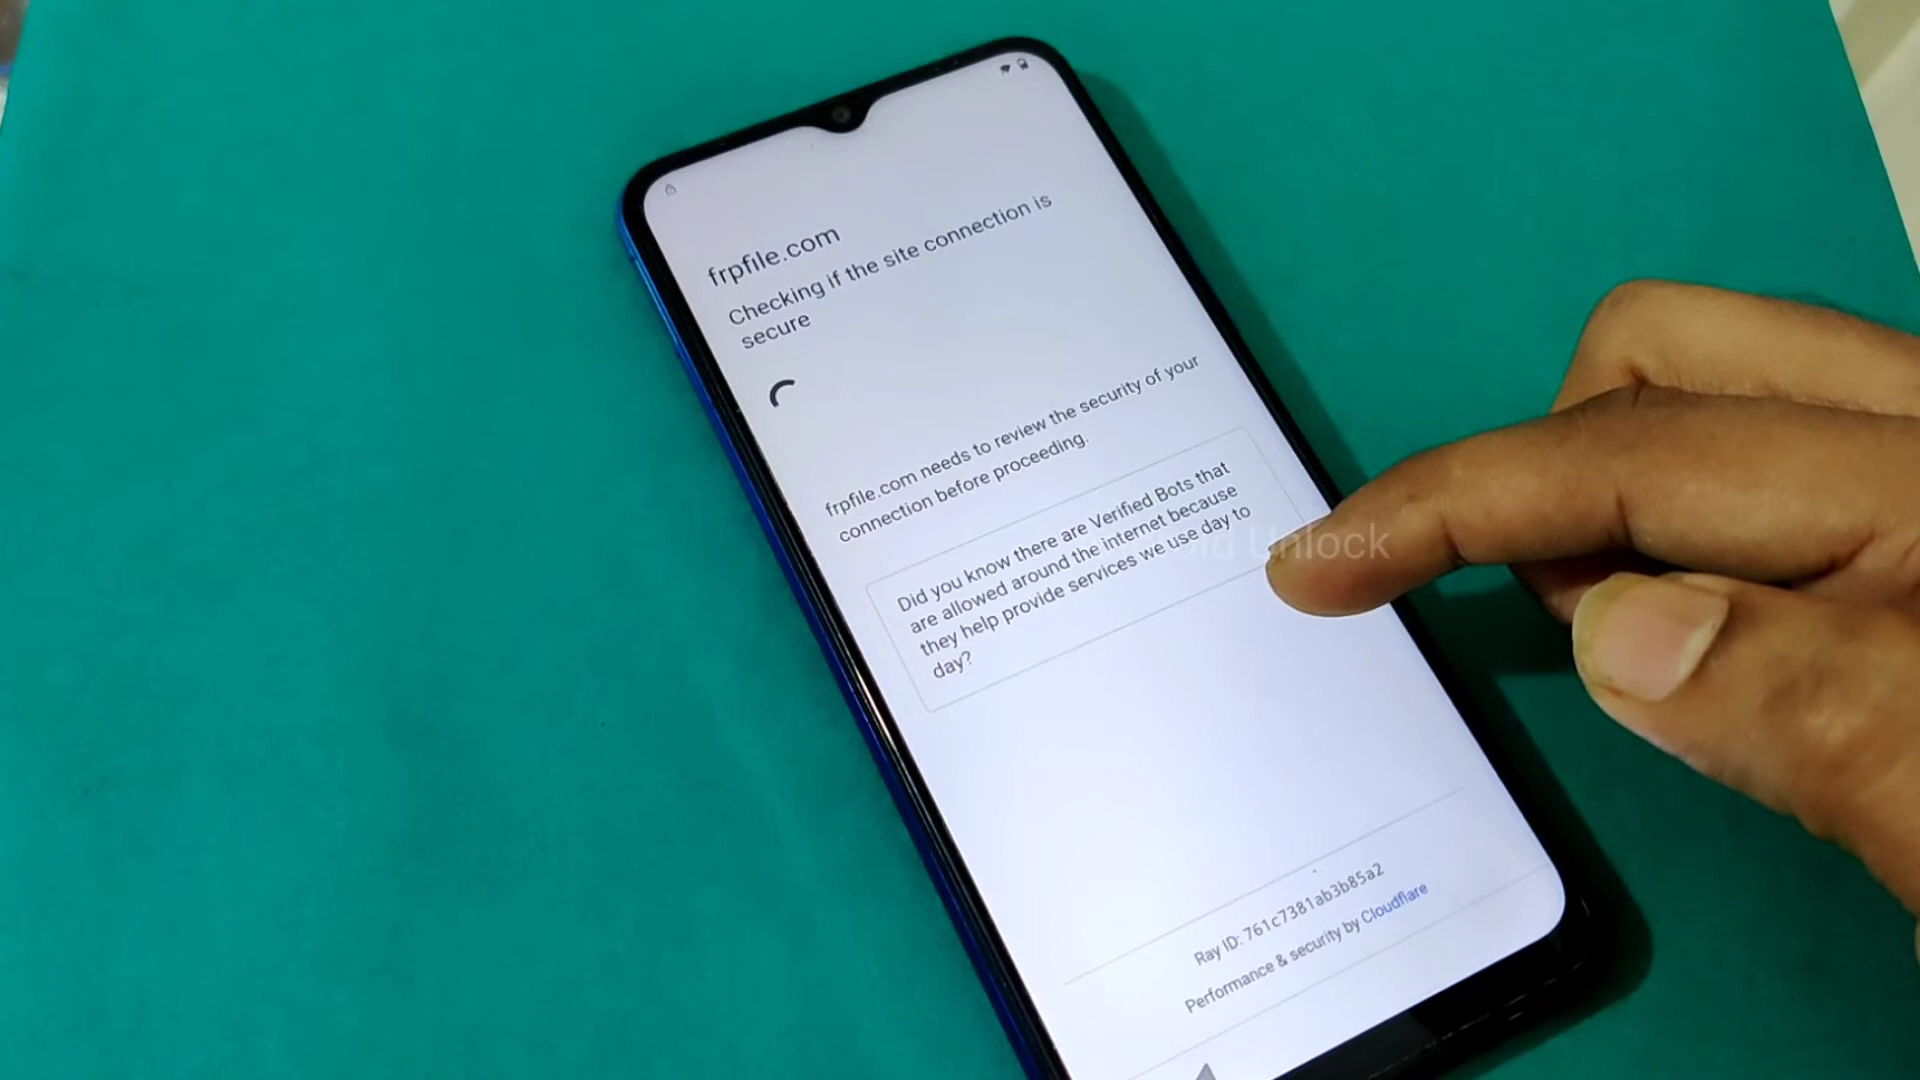 frpfile.com
Checking if the site connection is
secure
frpfile.com needs to review the security of your
connection before proceeding.
Did you know there are Verified Bots that
are allowed around the internet because
they help provide services we use day to
day?
Unlock
Ray ID: 761c7381ab3b85a2
Performance & security by Cloudflare